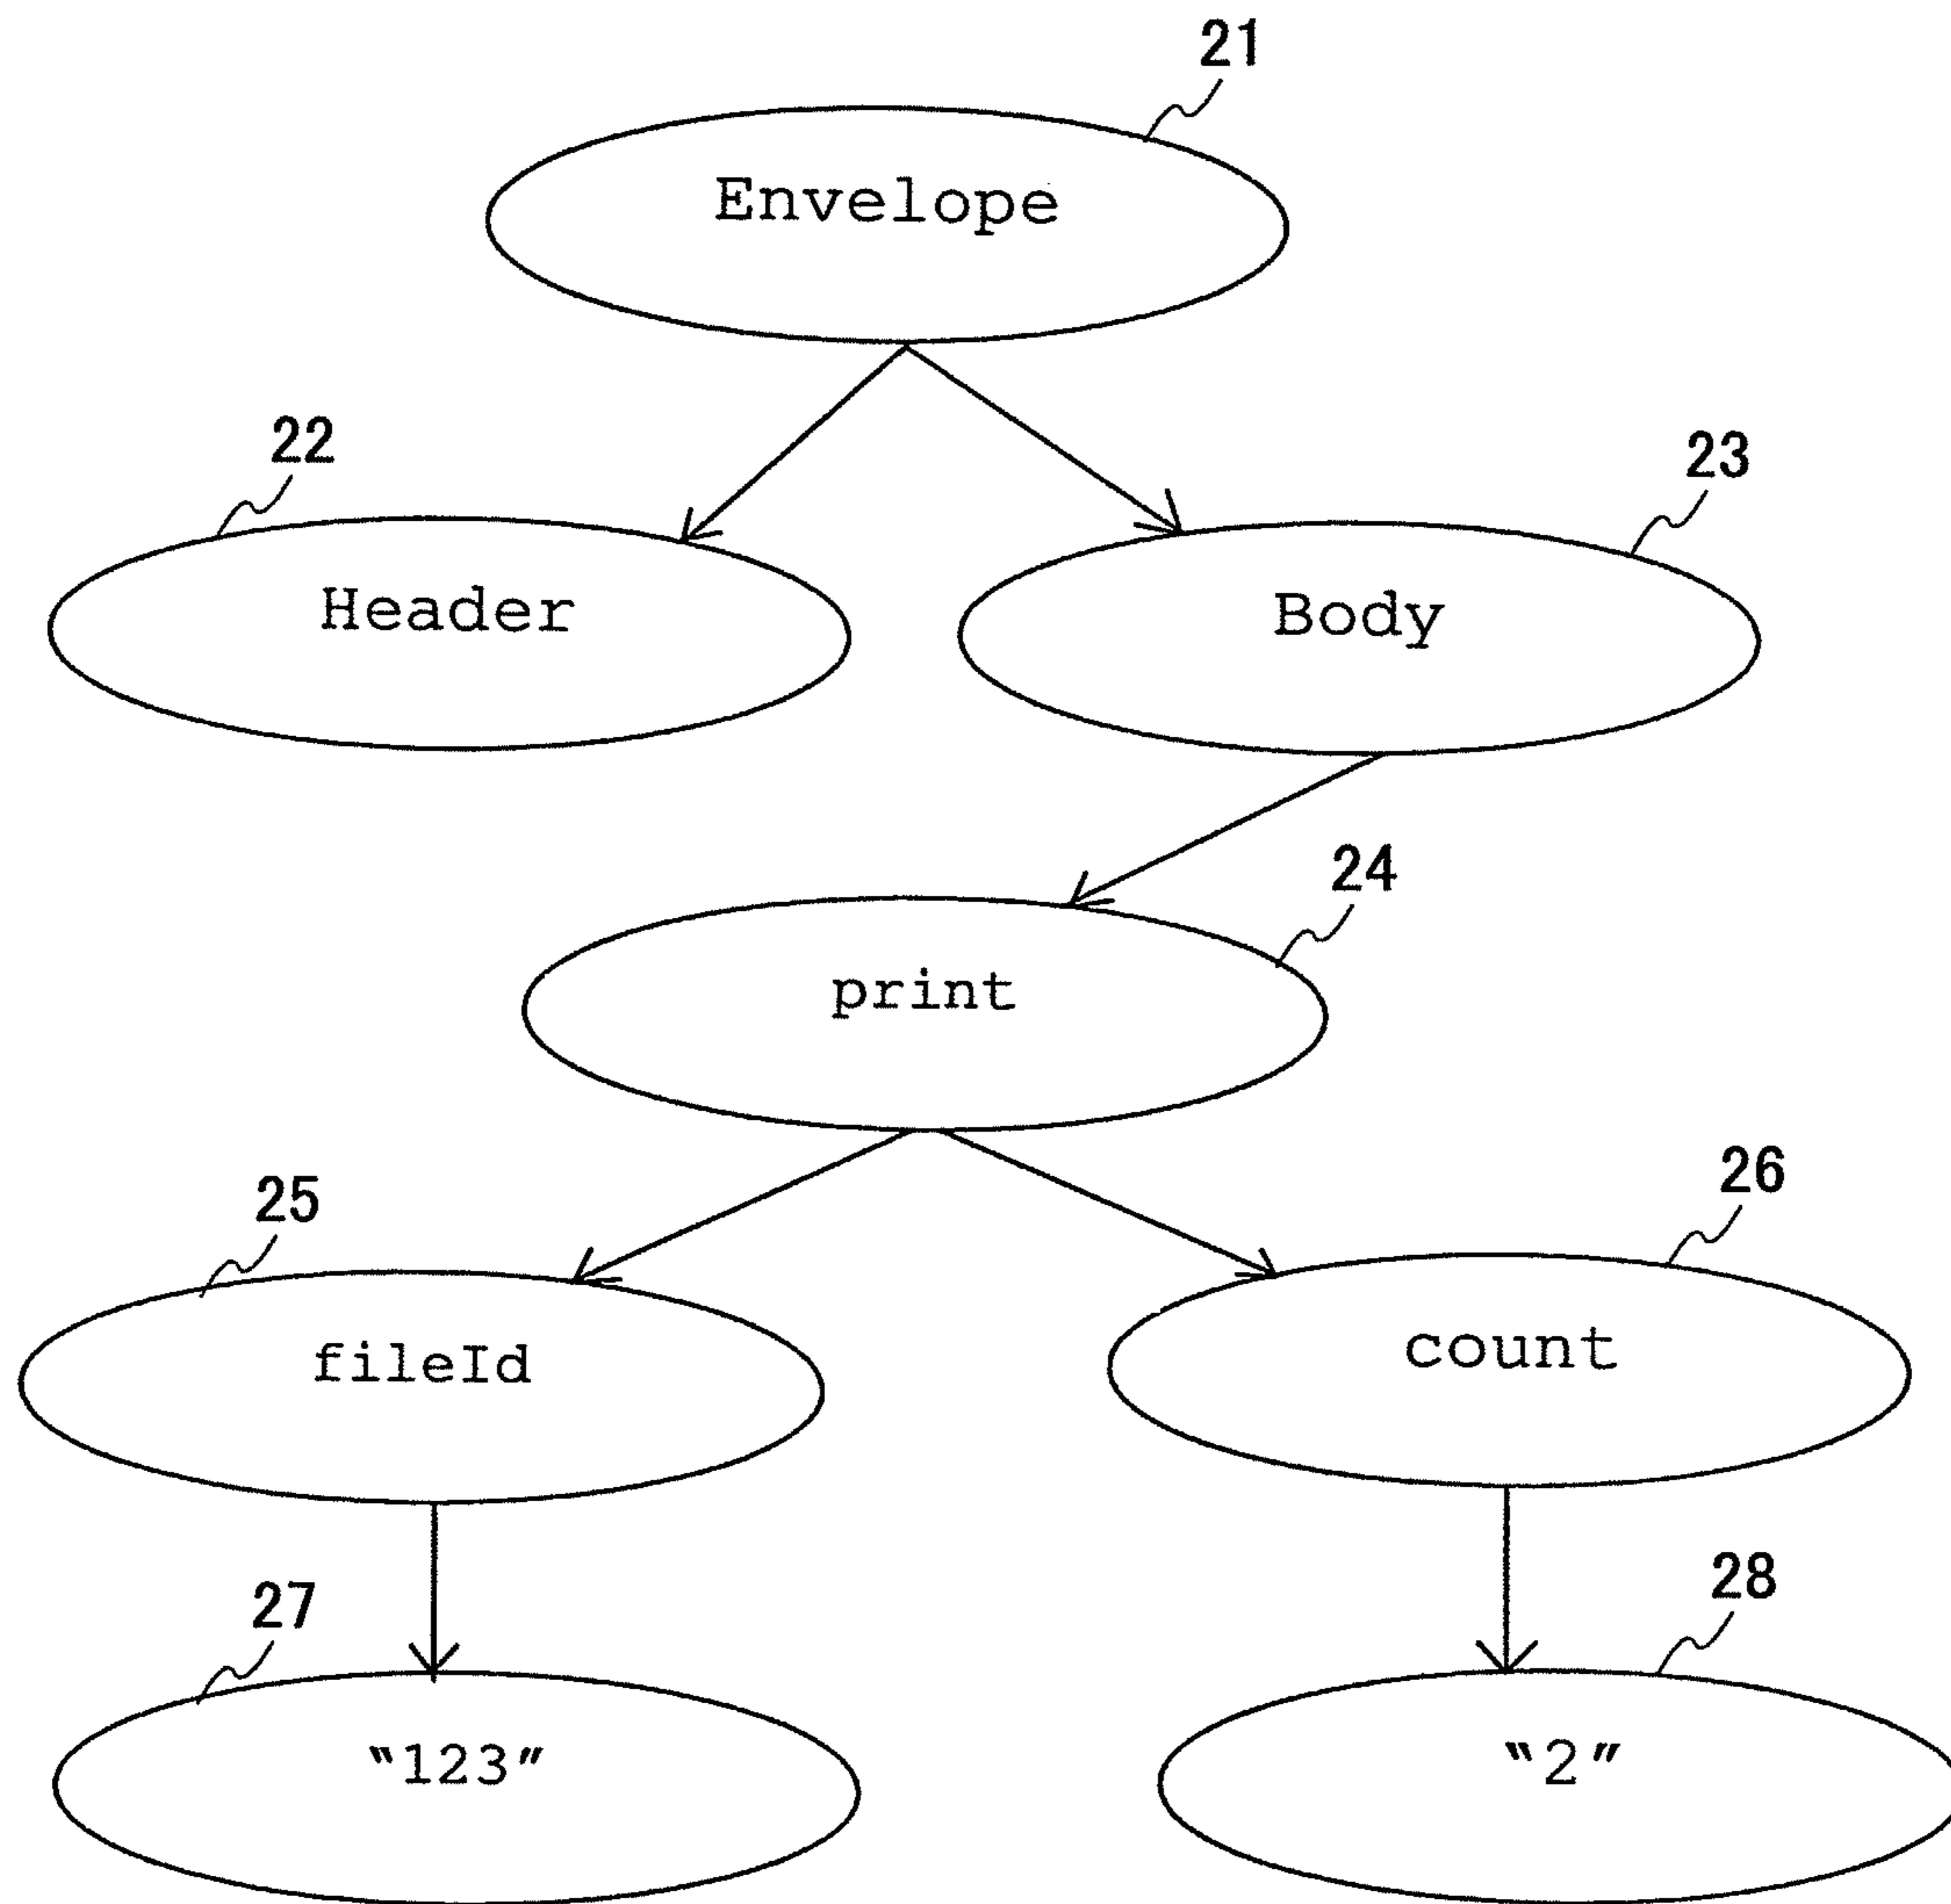 21
Envelope
22
23
Header
Body
24
print
25
26
fileId
count
27
28
"123"
"2"